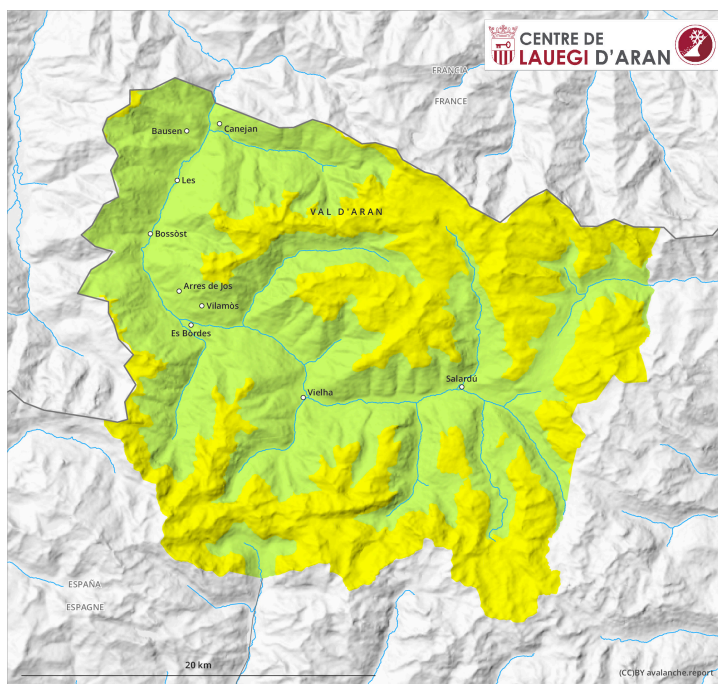 CENTRE DE
LAUEGI D'ARAN
FRANCIA
FRANCE
Canejan
Bausen
Les
VAL D'ARAN
Bossòst
Arres de Jos
Vilamòs
Es Bòrdes
Salardú
Vielha
ESPAÑA
ESPAGNE
20 km
(CC)BY avalanche.report